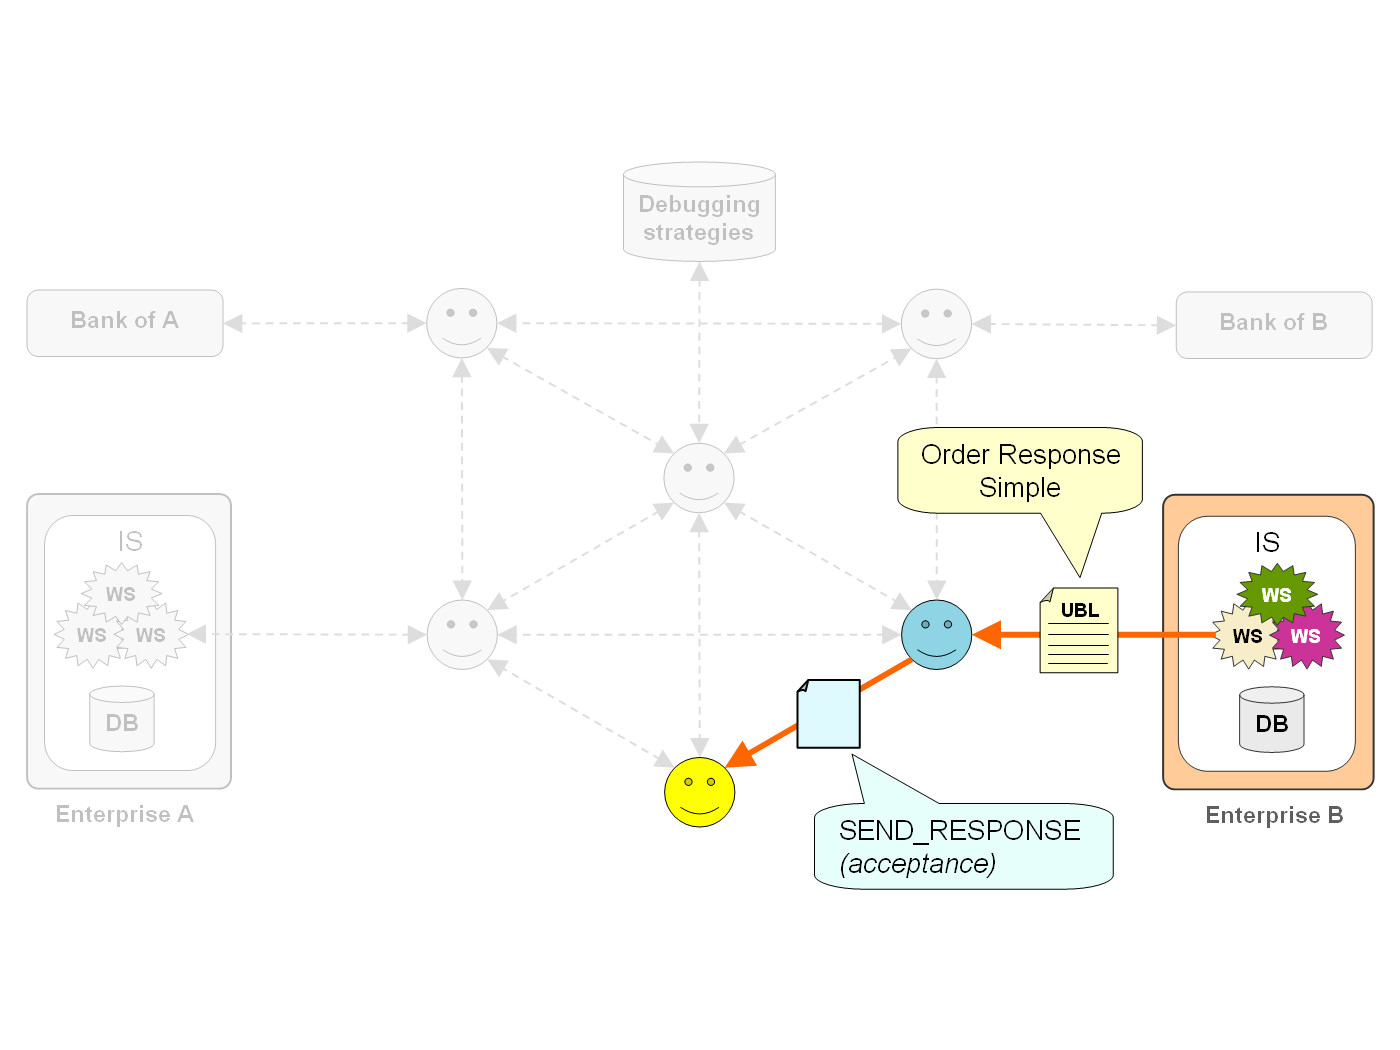 Debugging
strategies
Bank of A
Bank of B
Order Response
Simple
IS
WS
WS
WS
DB
Enterprise A
UBL
IS
WS
WS
WS
DB
Enterprise B
SEND_RESPONSE
(acceptance)